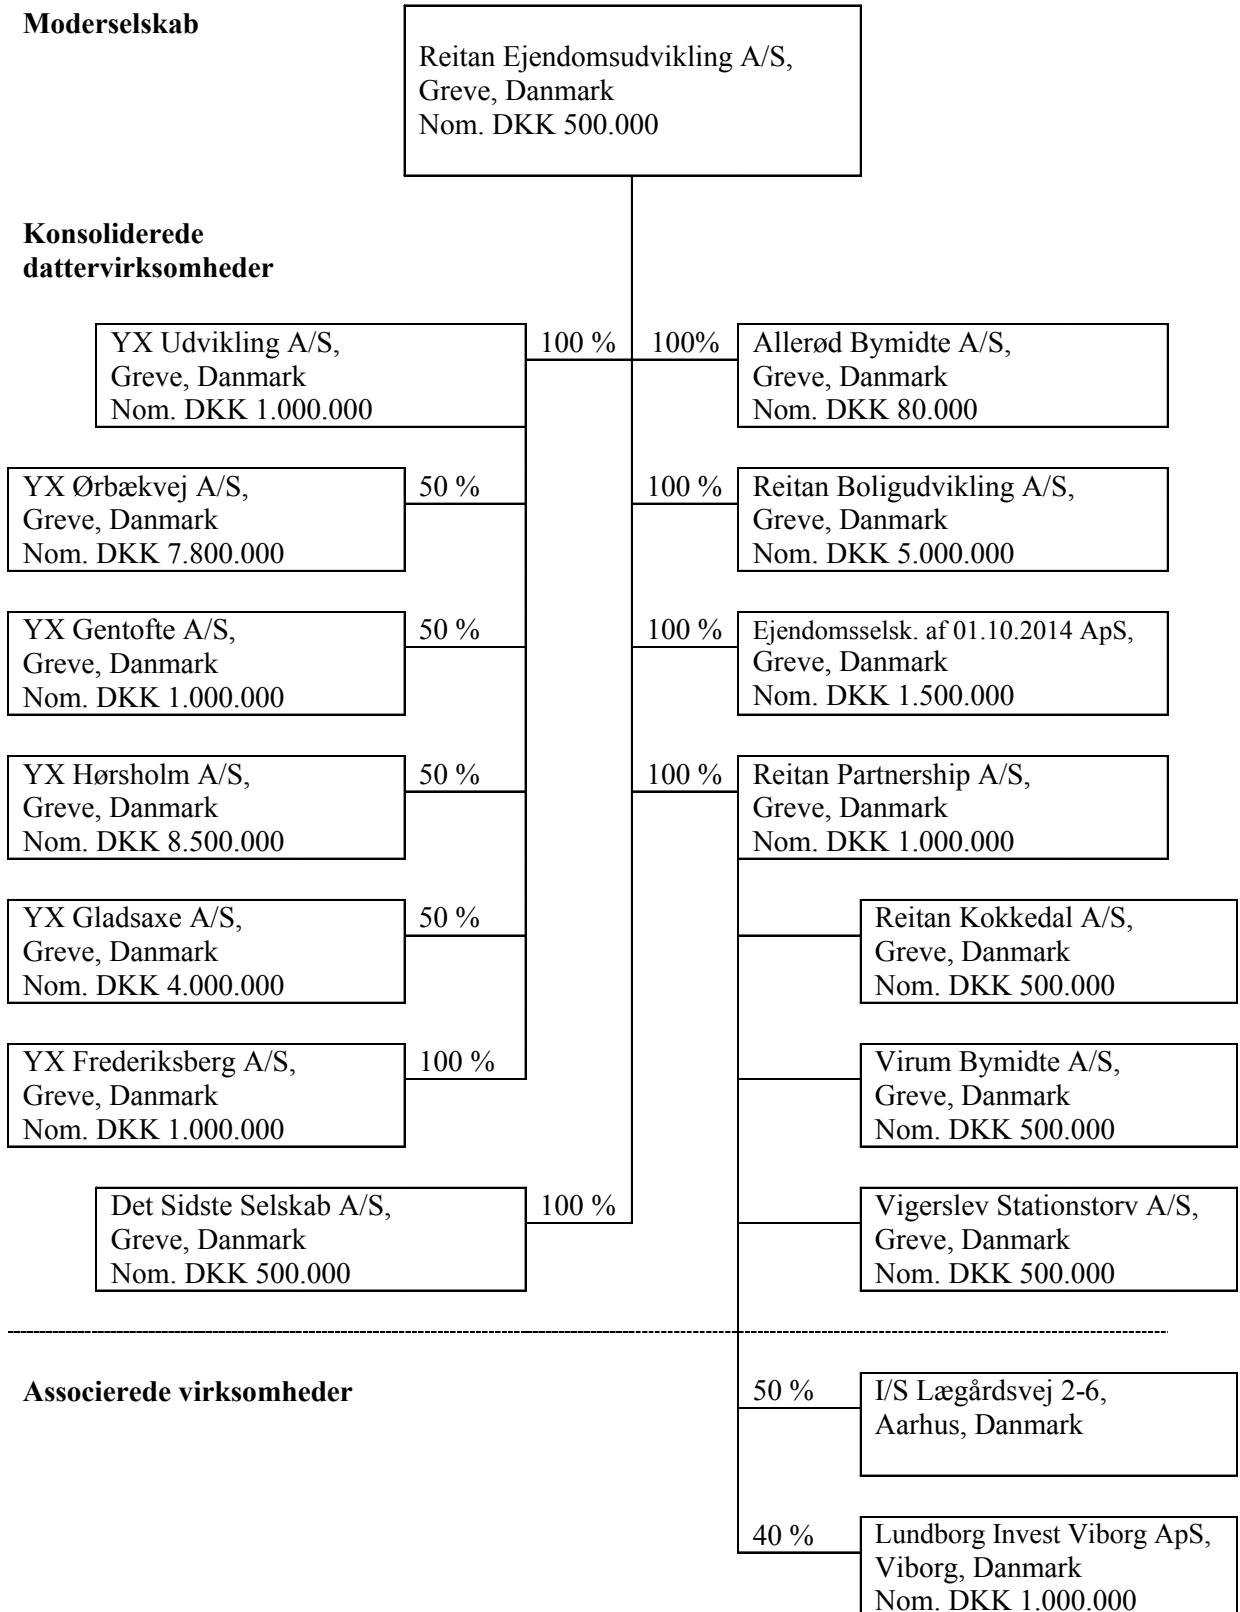 Moderselskab
Reitan Ejendomsudvikling A/S,
Greve, Danmark
Nom. DKK 500.000
Konsoliderede
dattervirksomheder
YX Udvikling A/S,
Greve, Danmark
Nom. DKK 1.000.000
100 %
100%
Allerød Bymidte A/S,
Greve, Danmark
Nom. DKK 80.000
YX Ørbækvej A/S,
Greve, Danmark
Nom. DKK 7.800.000
50 %
100 %
Reitan Boligudvikling A/S,
Greve, Danmark
Nom. DKK 5.000.000
YX Gentofte A/S,
Greve, Danmark
Nom. DKK 1.000.000
50 %
100 %
Ejendomsselsk. af 01.10.2014 ApS,
Greve, Danmark
Nom. DKK 1.500.000
YX Hørsholm A/S,
Greve, Danmark
Nom. DKK 8.500.000
50 %
100 %
Reitan Partnership A/S,
Greve, Danmark
Nom. DKK 1.000.000
YX Gladsaxe A/S,
Greve, Danmark
Nom. DKK 4.000.000
50 %
Reitan Kokkedal A/S,
Greve, Danmark
Nom. DKK 500.000
YX Frederiksberg A/S,
Greve, Danmark
Nom. DKK 1.000.000
100 %
Virum Bymidte A/S,
Greve, Danmark
Nom. DKK 500.000
Det Sidste Selskab A/S,
Greve, Danmark
Nom. DKK 500.000
100 %
Vigerslev Stationstorv A/S,
Greve, Danmark
Nom. DKK 500.000
Associerede virksomheder
50 %
I/S Lægårdsvej 2-6,
Aarhus, Danmark
40 %
Lundborg Invest Viborg ApS,
Viborg, Danmark
Nom. DKK 1.000.000